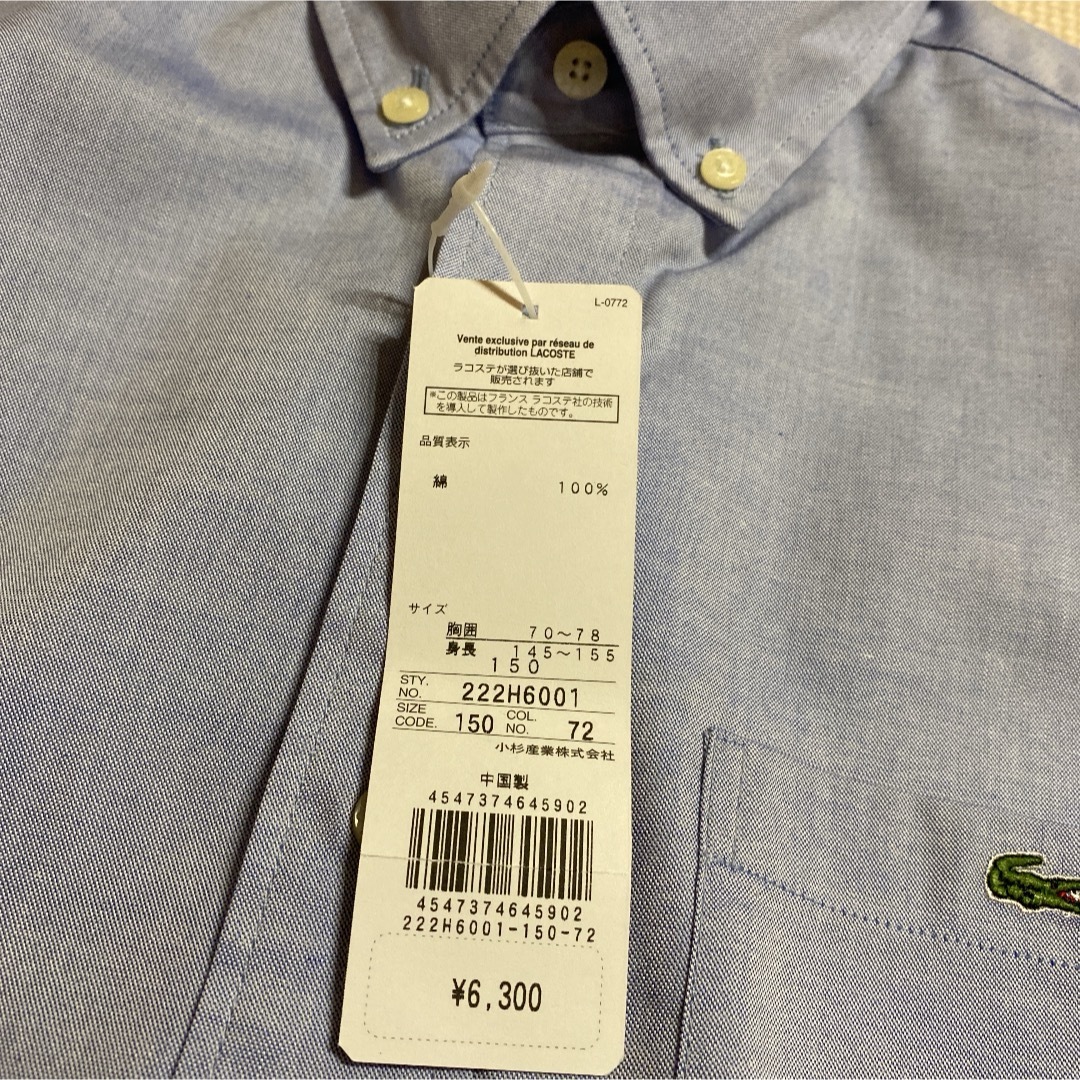 L-0772
Vente exclusive par réseau de
distribution LACOSTE
ラコステが選び抜いた店舗で
販売されます
*この製品はフランス ラコステ社の技術
を導入して製作したものです。
品質表示
綿 100%
サイズ
胸囲 70～78
身長 145～155
150
STY. NO. 222H6001
SIZE CODE. 150 COL. NO. 72
小杉産業株式会社
中国製
4547374645902
4547374645902
222H6001-150-72
¥6,300